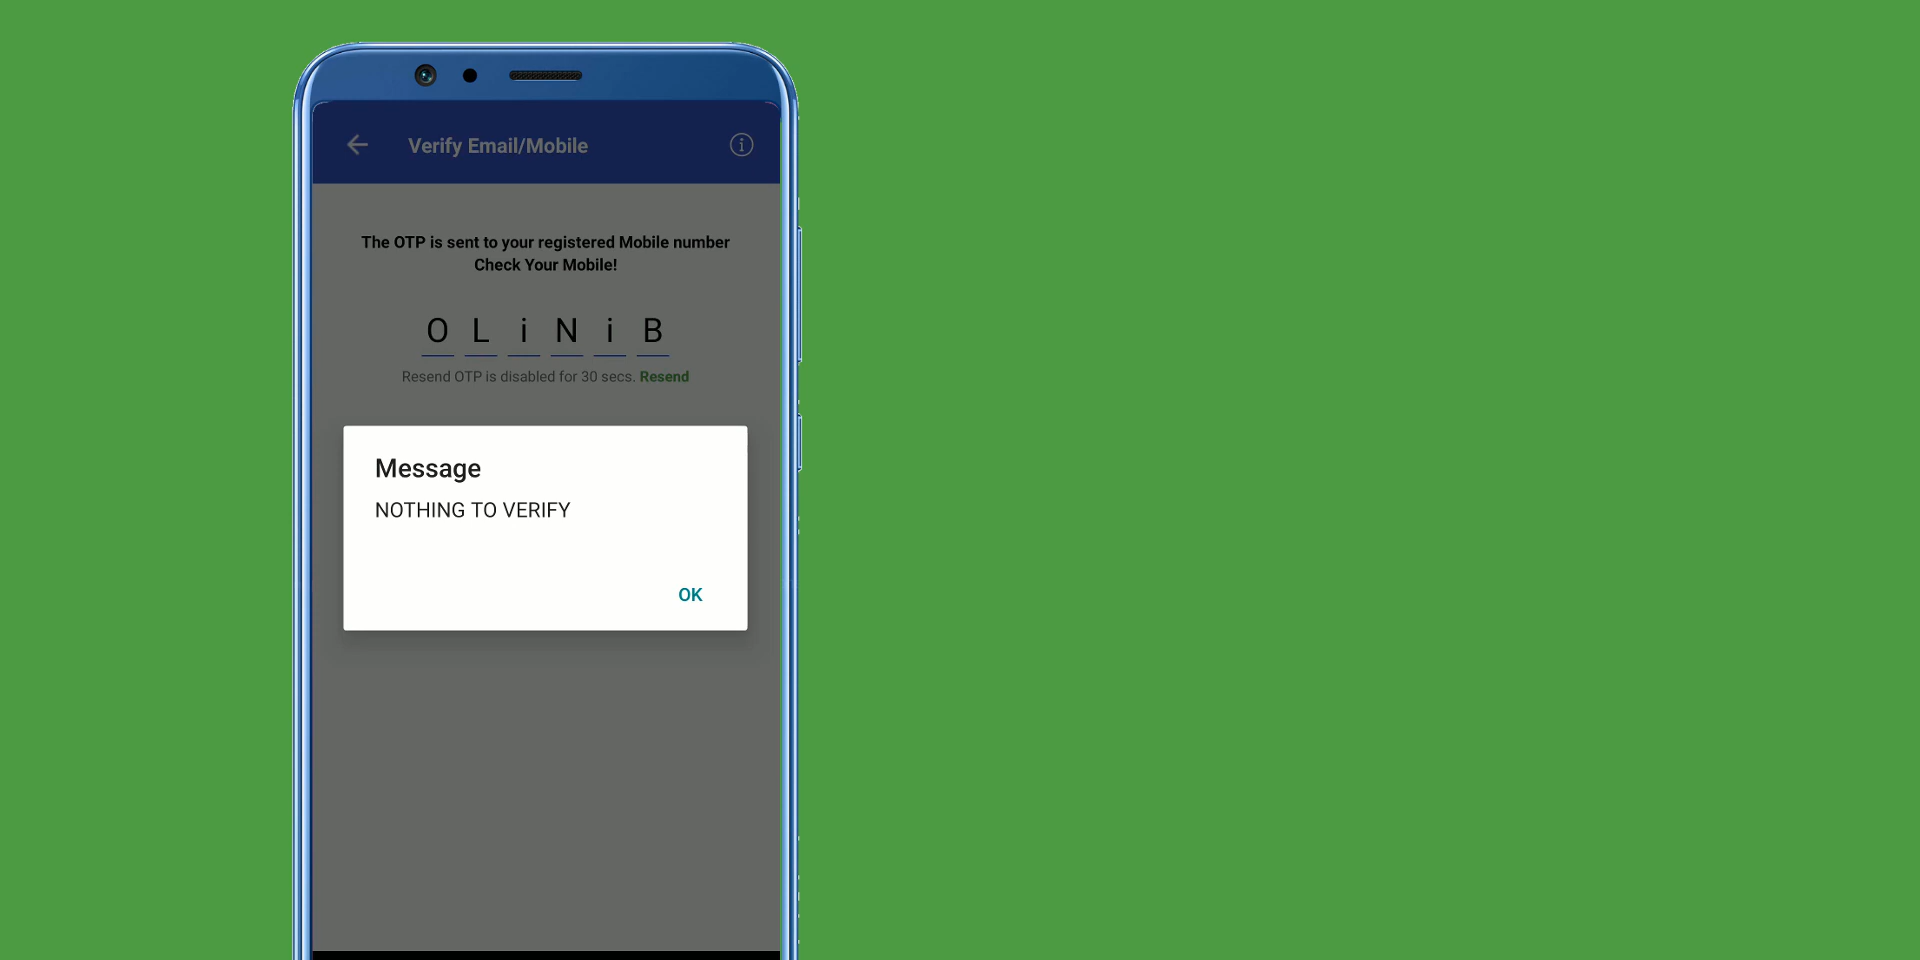 Verify Email/Mobile
The OTP is sent to your registered Mobile number
Check Your Mobile!
O L i N i B
Resend OTP is disabled for 30 secs. Resend
Message
NOTHING TO VERIFY
OK